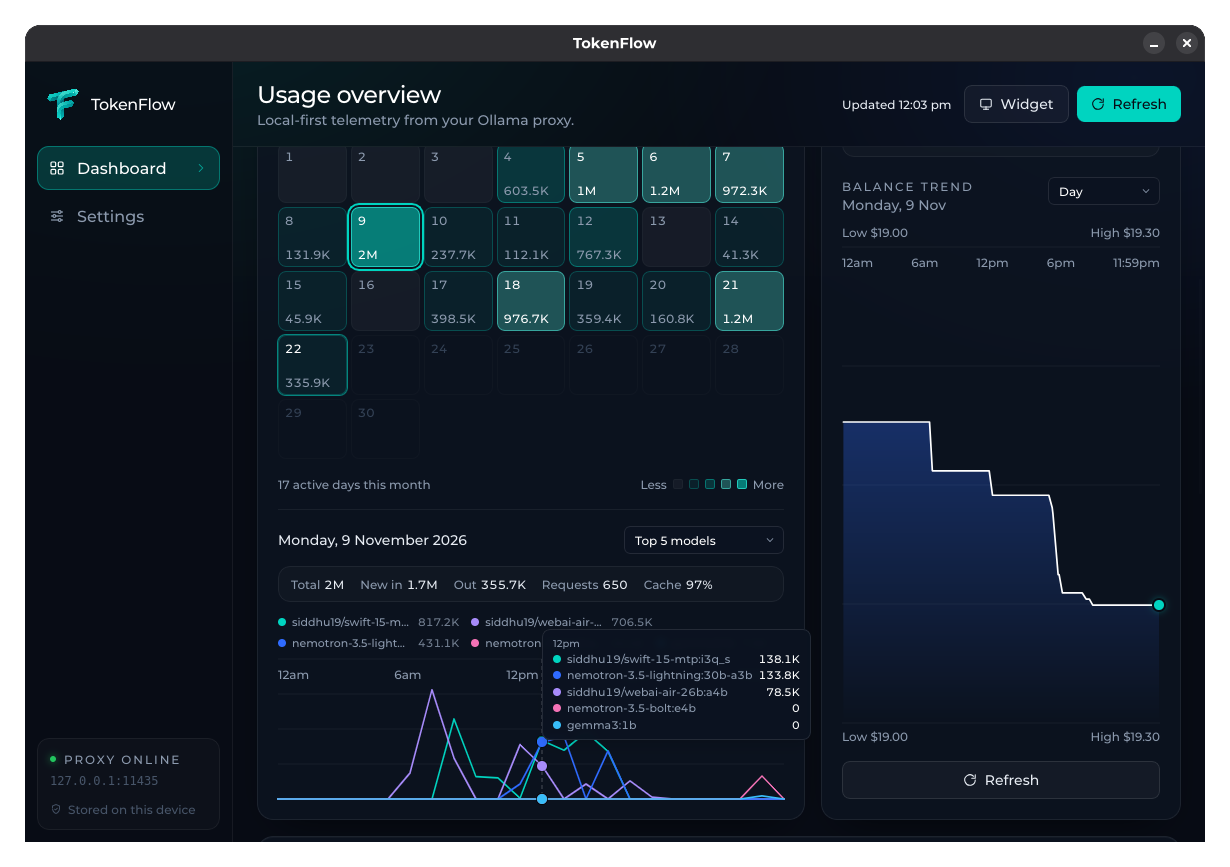 TokenFlow
TokenFlow
Dashboard
Settings
PROXY ONLINE
127.0.0.1:11435
Stored on this device
Usage overview
Local-first telemetry from your Ollama proxy.
Updated 12:03 pm
Widget
Refresh
1 2 3 4 5 6 7
603.5K 1M 1.2M 972.3K
8 9 10 11 12 13 14
131.9K 2M 237.7K 112.1K 767.3K 41.3K
15 16 17 18 19 20 21
45.9K 398.5K 976.7K 359.4K 160.8K 1.2M
22 23 24 25 26 27 28
335.9K
29 30
17 active days this month
Less More
Monday, 9 November 2026
Top 5 models
Total 2M New in 1.7M Out 355.7K Requests 650 Cache 97%
siddhu19/swift-15-m... 817.2K siddhu19/webai-air-... 706.5K
nemotron-3.5-light... 431.1K nemotron
12am 6am 12pm
12pm
siddhu19/swift-15-mtp:i3q_s 138.1K
nemotron-3.5-lightning:30b-a3b 133.8K
siddhu19/webai-air-26b:a4b 78.5K
nemotron-3.5-bolt:e4b 0
gemma3:1b 0
BALANCE TREND
Monday, 9 Nov
Day
Low $19.00 High $19.30
12am 6am 12pm 6pm 11:59pm
Low $19.00 High $19.30
Refresh